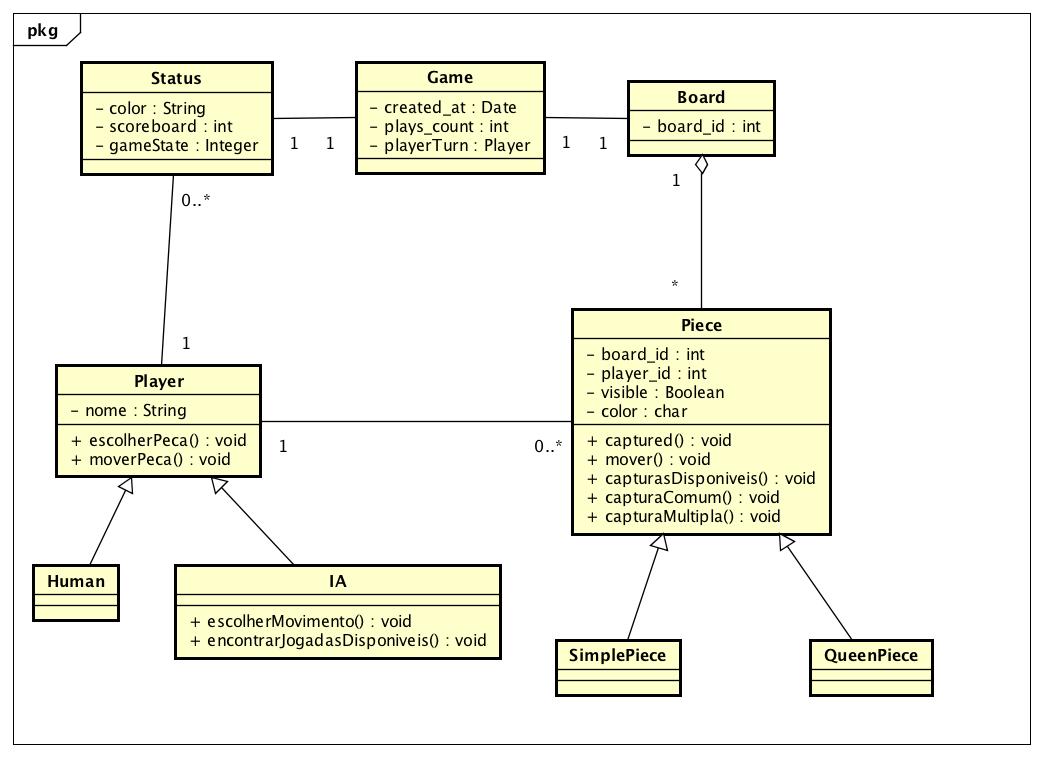 pkg
Status
- color : String
- scoreboard : int
- gameState : Integer
Game
- created_at : Date
- plays_count : int
- playerTurn : Player
Board
- board_id : int
1
1
1
1
0..*
1
1
*
Player
- nome : String
+ escolherPeca() : void
+ moverPeca() : void
1
0..*
Piece
- board_id : int
- player_id : int
- visible : Boolean
- color : char
+ captured() : void
+ mover() : void
+ capturasDisponiveis() : void
+ capturaComum() : void
+ capturaMultipla() : void
Human
IA
+ escolherMovimento() : void
+ encontrarJogadasDisponiveis() : void
SimplePiece
QueenPiece